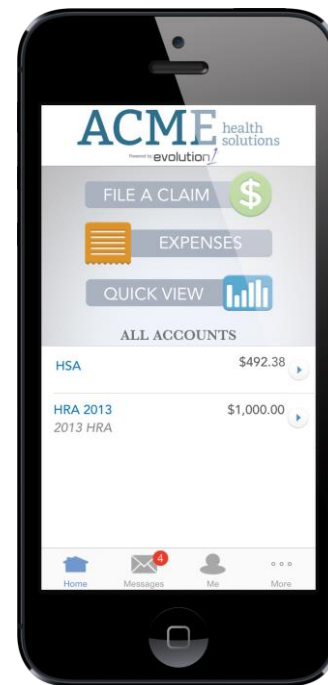 ACME health solutions
Powered by evolution1
FILE A CLAIM $
EXPENSES
QUICK VIEW
ALL ACCOUNTS
HSA $492.38
HRA 2013 $1,000.00
2013 HRA
4
Home Messages Me More